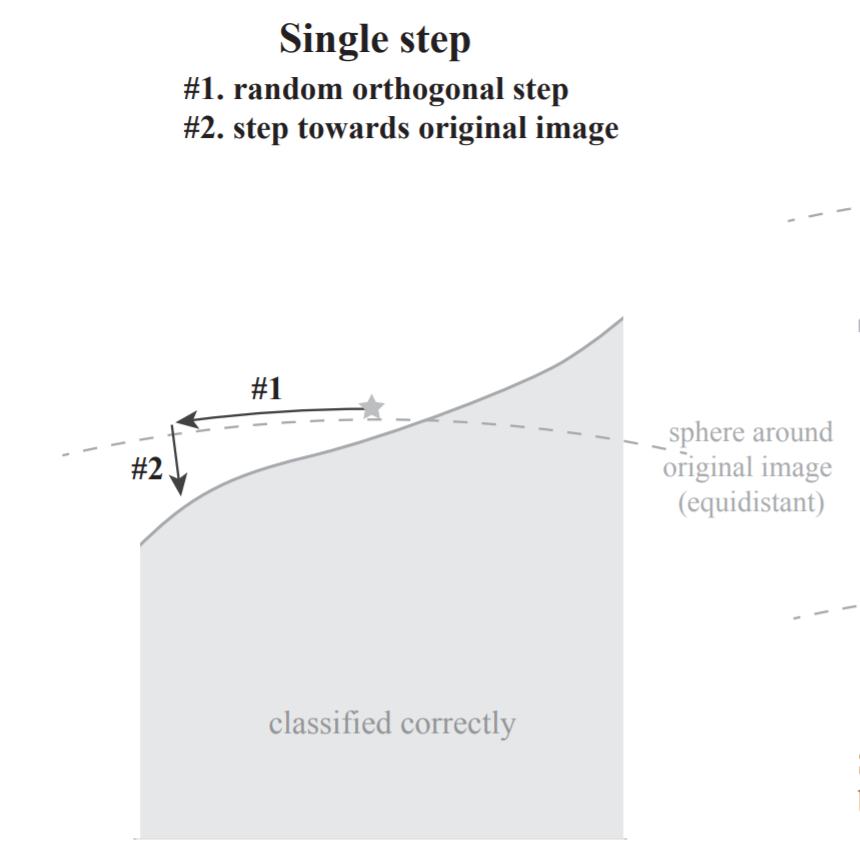 Single step
#1. random orthogonal step
#2. step towards original image
#1
#2
sphere around
original image
(equidistant)
classified correctly